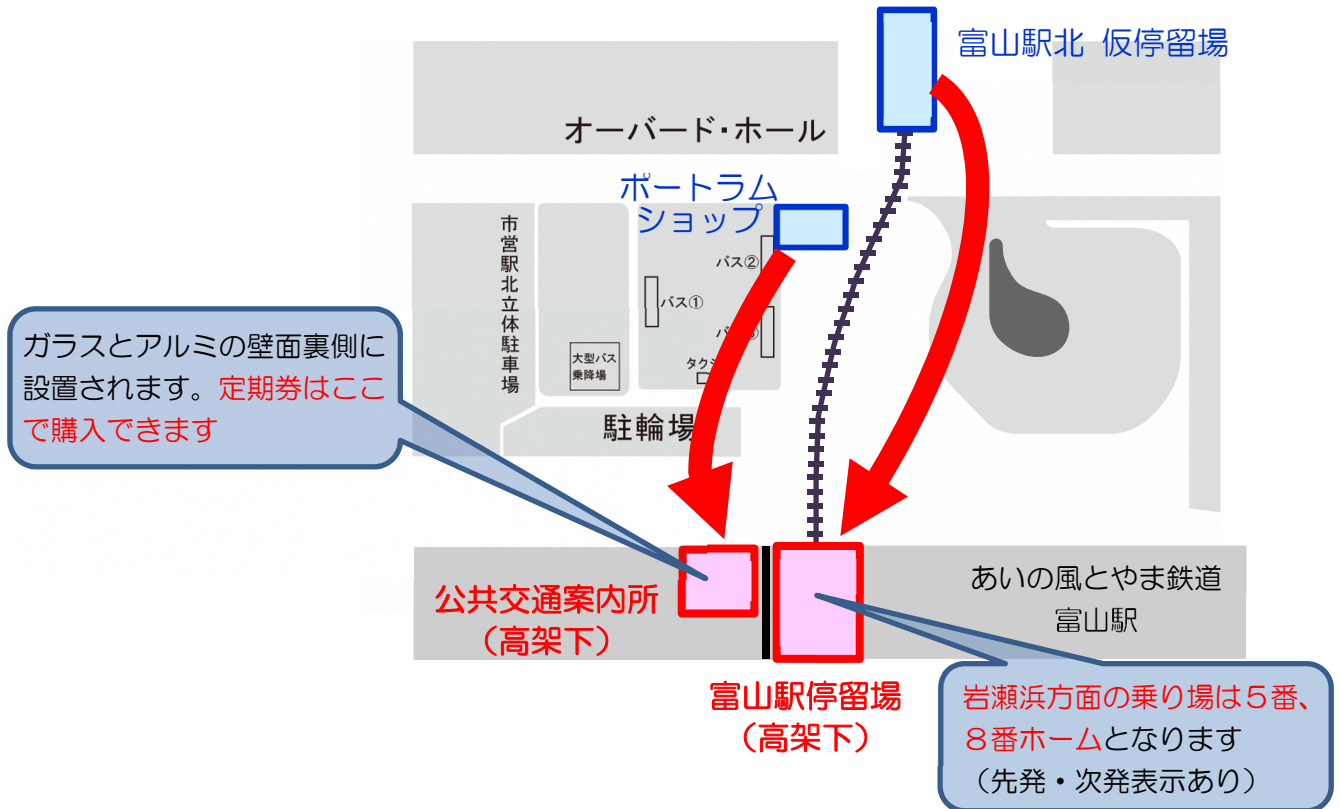 富山駅北 仮停留場
オーバード・ホール
ポートラム
ショップ
市営駅北立体駐車場
バス②
バス①
大型バス
乗降場
駐輪場
ガラスとアルミの壁面裏側に
設置されます。定期券はここ
で購入できます
公共交通案内所
（高架下）
あいの風とやま鉄道
富山駅
富山駅停留場
（高架下）
岩瀬浜方面の乗り場は５番、
８番ホームとなります
（先発・次発表示あり）